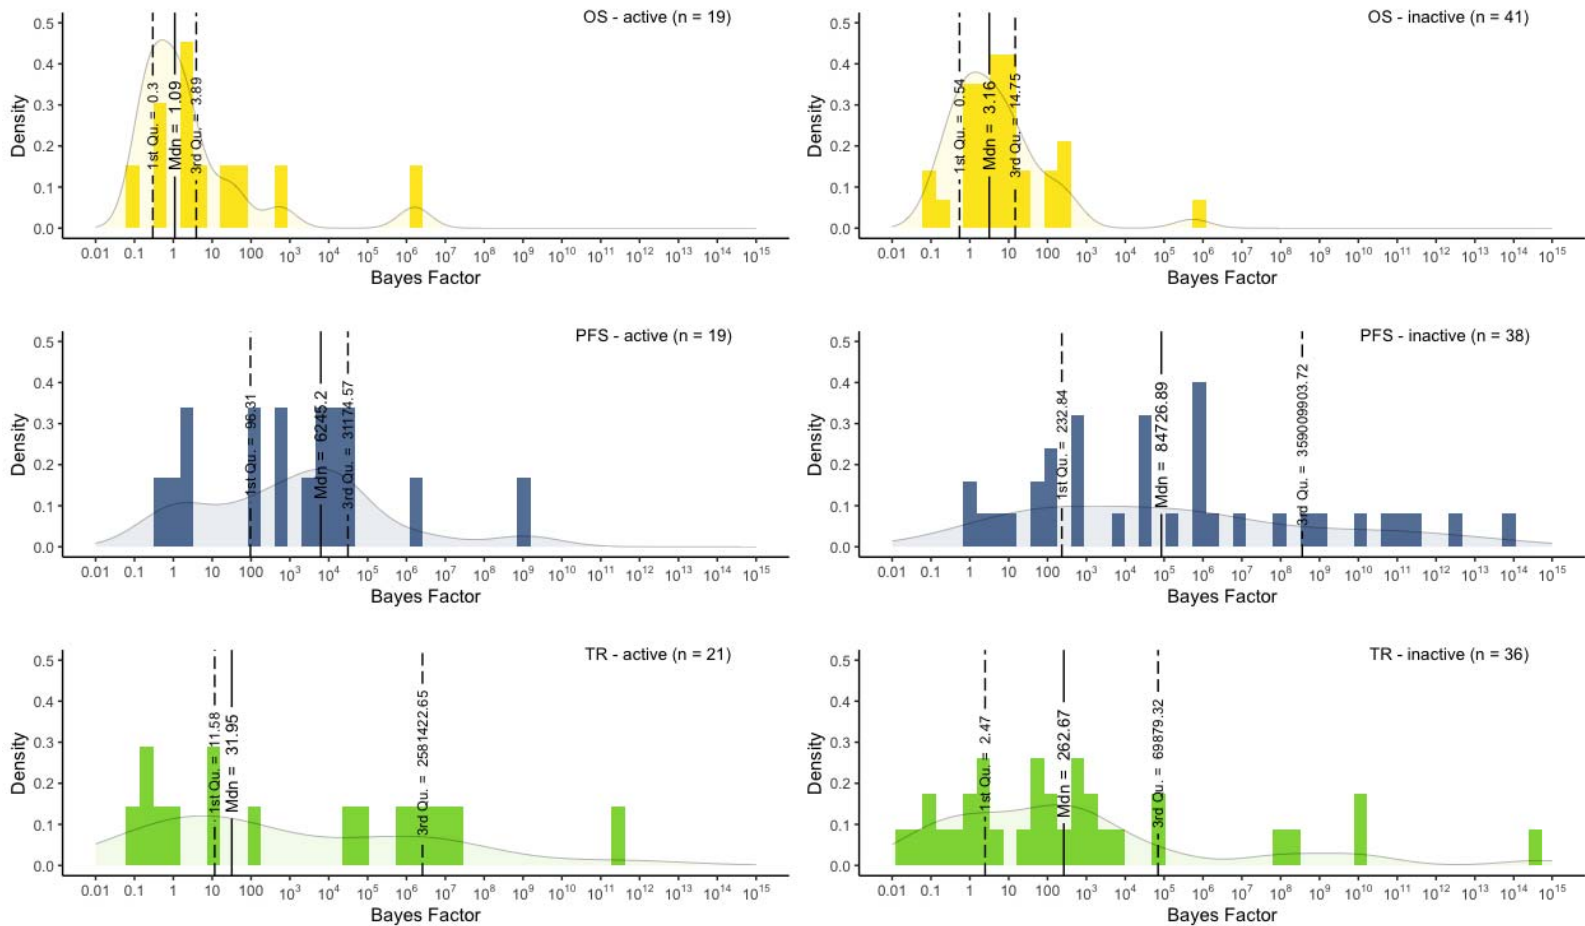 OS - active (n = 19)
0.5
0.4
0.3
0.2
0.1
0.0
Density
1st Qu. = 0.3
Mdn = 1.09
3rd Qu. = 3.89
0.01 0.1 1 10 100 10³ 10⁴ 10⁵ 10⁶ 10⁷ 10⁸ 10⁹ 10¹⁰ 10¹¹ 10¹² 10¹³ 10¹⁴ 10¹⁵
Bayes Factor
OS - inactive (n = 41)
0.5
0.4
0.3
0.2
0.1
0.0
Density
1st Qu. = 0.54
Mdn = 3.16
3rd Qu. = 14.75
0.01 0.1 1 10 100 10³ 10⁴ 10⁵ 10⁶ 10⁷ 10⁸ 10⁹ 10¹⁰ 10¹¹ 10¹² 10¹³ 10¹⁴ 10¹⁵
Bayes Factor
PFS - active (n = 19)
0.5
0.4
0.3
0.2
0.1
0.0
Density
1st Qu. = 96.31
Mdn = 6245.2
3rd Qu. = 31174.57
0.01 0.1 1 10 100 10³ 10⁴ 10⁵ 10⁶ 10⁷ 10⁸ 10⁹ 10¹⁰ 10¹¹ 10¹² 10¹³ 10¹⁴ 10¹⁵
Bayes Factor
PFS - inactive (n = 38)
0.5
0.4
0.3
0.2
0.1
0.0
Density
1st Qu. = 232.84
Mdn = 84726.89
3rd Qu. = 359009903.72
0.01 0.1 1 10 100 10³ 10⁴ 10⁵ 10⁶ 10⁷ 10⁸ 10⁹ 10¹⁰ 10¹¹ 10¹² 10¹³ 10¹⁴ 10¹⁵
Bayes Factor
TR - active (n = 21)
0.5
0.4
0.3
0.2
0.1
0.0
Density
1st Qu. = 11.58
Mdn = 31.95
3rd Qu. = 2581422.65
0.01 0.1 1 10 100 10³ 10⁴ 10⁵ 10⁶ 10⁷ 10⁸ 10⁹ 10¹⁰ 10¹¹ 10¹² 10¹³ 10¹⁴ 10¹⁵
Bayes Factor
TR - inactive (n = 36)
0.5
0.4
0.3
0.2
0.1
0.0
Density
1st Qu. = 2.47
Mdn = 262.67
3rd Qu. = 69879.32
0.01 0.1 1 10 100 10³ 10⁴ 10⁵ 10⁶ 10⁷ 10⁸ 10⁹ 10¹⁰ 10¹¹ 10¹² 10¹³ 10¹⁴ 10¹⁵
Bayes Factor